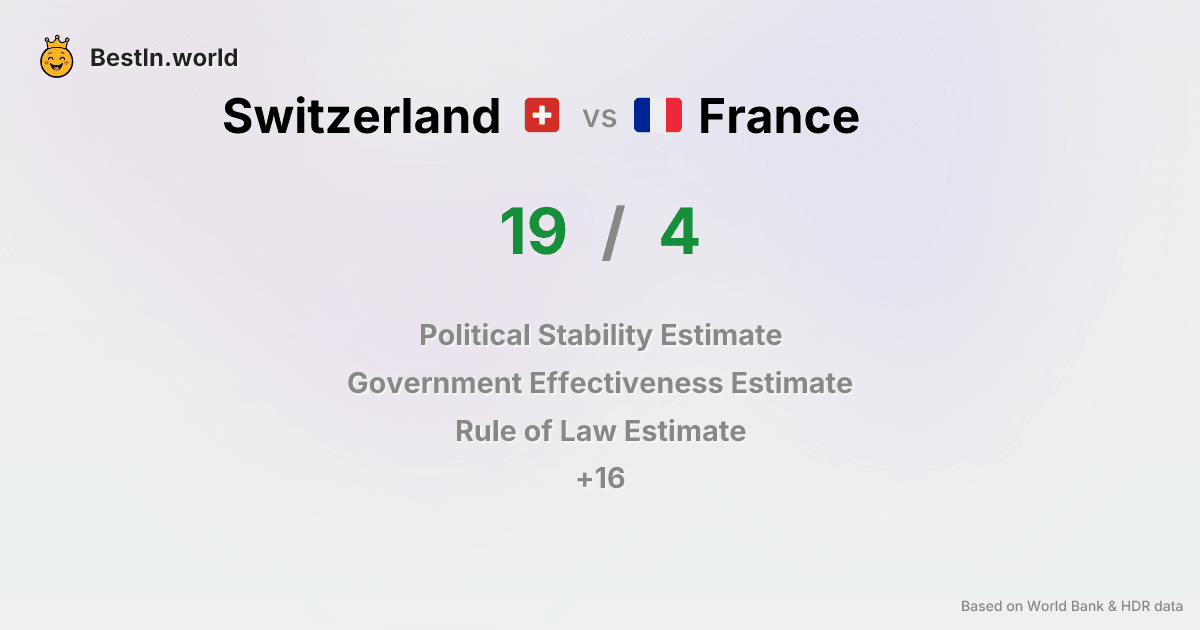 BestIn.world
Switzerland vs France
19 / 4
Political Stability Estimate
Government Effectiveness Estimate
Rule of Law Estimate
+16
Based on World Bank & HDR data